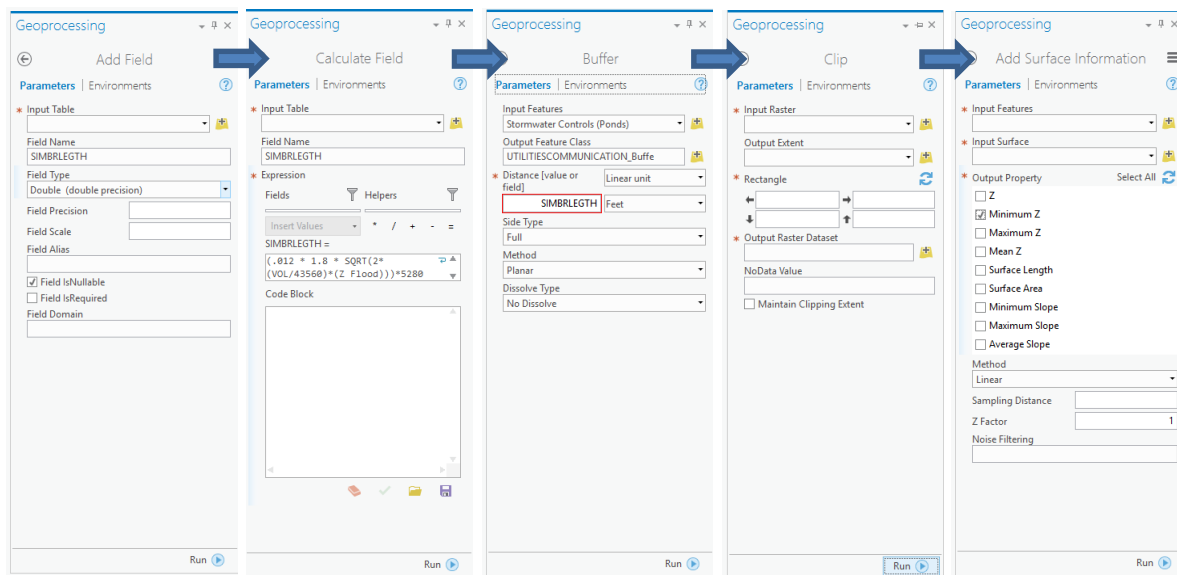 Geoprocessing
Add Field
Parameters | Environments
* Input Table
Field Name
SIMBRLEGTH
Field Type
Double (double precision)
Field Precision
Field Scale
Field Alias
Field IsNullable
Field IsRequired
Field Domain
Run
Geoprocessing
Calculate Field
Parameters | Environments
* Input Table
Field Name
SIMBRLEGTH
* Expression
Fields Helpers
Insert Values * / + - =
SIMBRLEGTH =
(.012 * 1.8 * SQRT(2*
(VOL/43560)*(Z Flood)))*5280
Code Block
Run
Geoprocessing
Buffer
Parameters | Environments
Input Features
Stormwater Controls (Ponds)
Output Feature Class
UTILITIESCOMMUNICATION_Buffe
* Distance [value or field] Linear unit
SIMBRLEGTH Feet
Side Type
Full
Method
Planar
Dissolve Type
No Dissolve
Run
Geoprocessing
Clip
Parameters | Environments
* Input Raster
Output Extent
* Rectangle
* Output Raster Dataset
NoData Value
Maintain Clipping Extent
Run
Geoprocessing
Add Surface Information
Parameters | Environments
* Input Features
* Input Surface
* Output Property Select All
Z
Minimum Z
Maximum Z
Mean Z
Surface Length
Surface Area
Minimum Slope
Maximum Slope
Average Slope
Method
Linear
Sampling Distance
Z Factor 1
Noise Filtering
Run